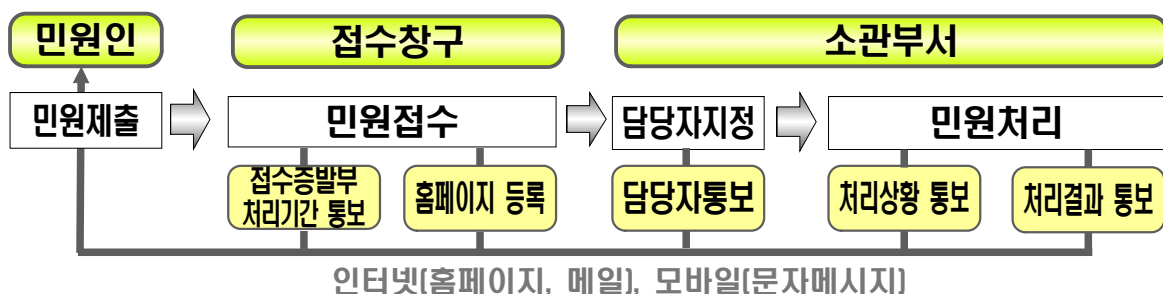 민원인
접수창구
소관부서
민원제출
민원접수
담당자지정
민원처리
접수증발부
처리기간 통보
홈페이지 등록
담당자통보
처리상황 통보
처리결과 통보
인터넷(홈페이지, 메일), 모바일(문자메시지)